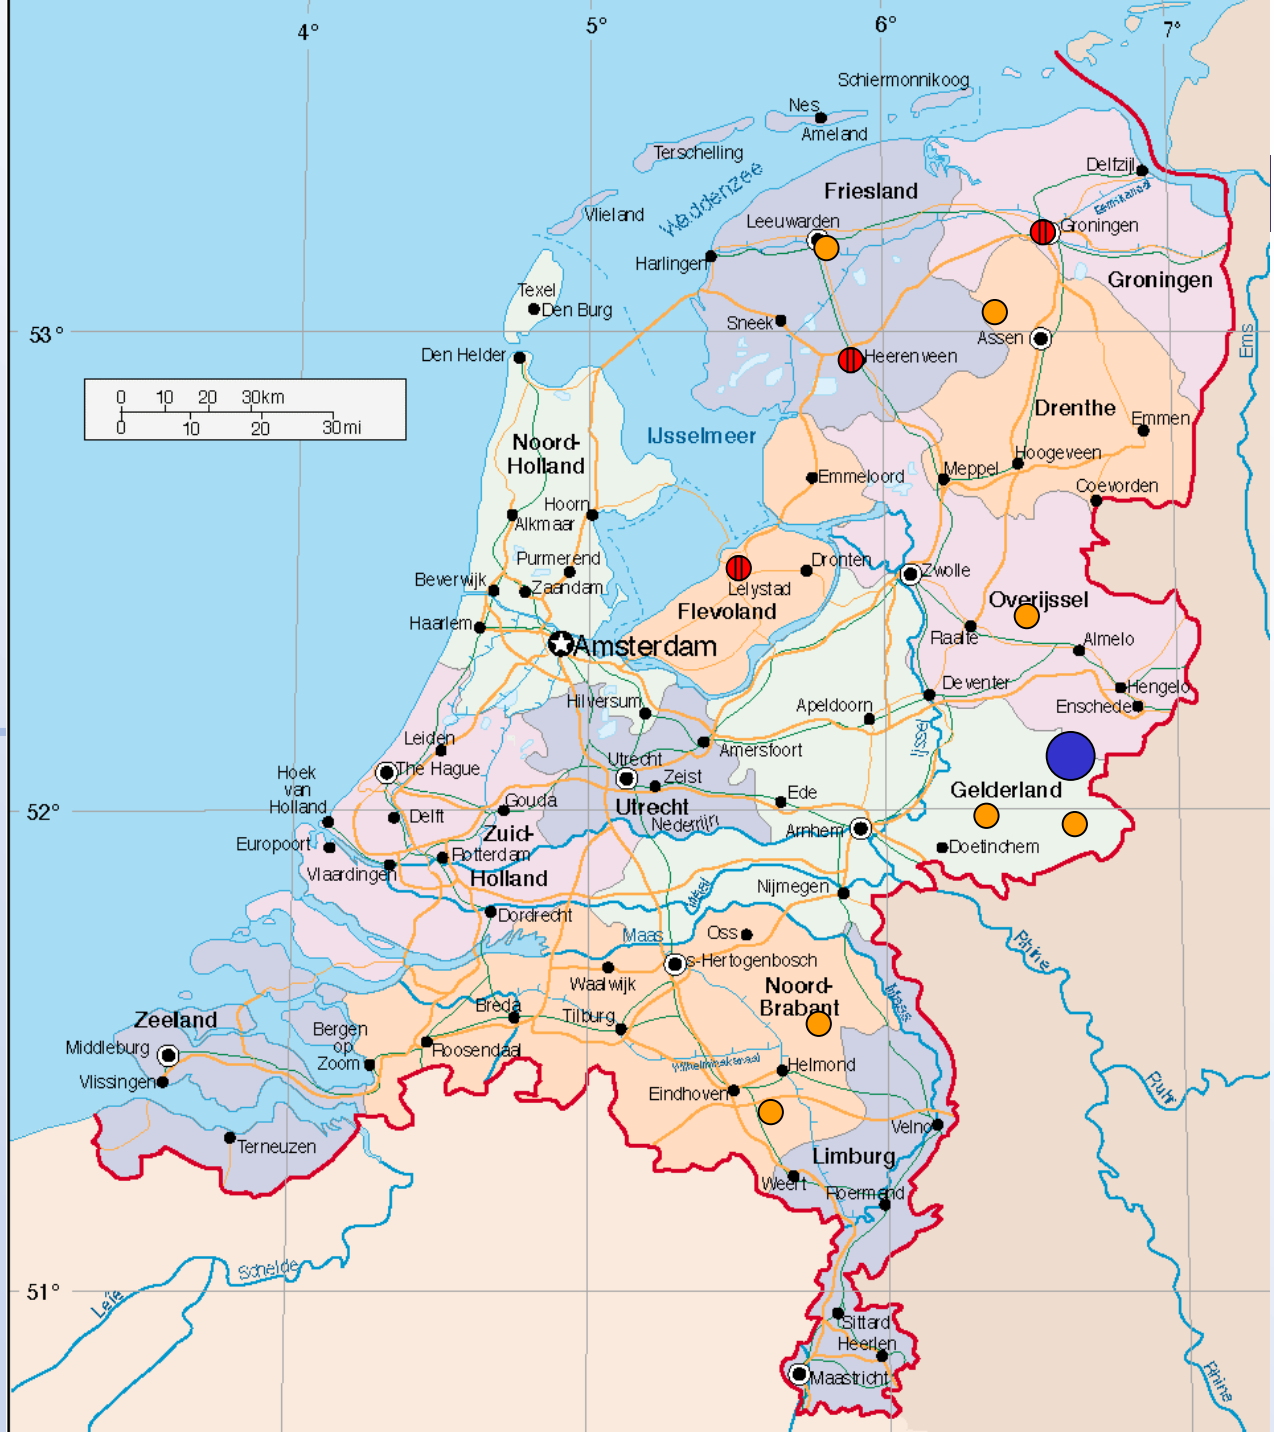 4°
5°
6°
7°
Schiermonnikoog
Nes
Ameland
Terschelling
Delfzijl
Waddenzee
Friesland
Eemskanaal
Vlieland
Leeuwarden
Groningen
Harlingen
Groningen
Texel
Den Burg
Sneek
Assen
53°
Ems
Den Helder
Heerenveen
0 10 20 30km
0 10 20 30mi
Drenthe
Emmen
Noord-
Holland
IJsselmeer
Hoogeveen
Meppel
Emmeloord
Coevorden
Hoorn
Alkmaar
Purmerend
Dronten
Zwolle
Beverwijk
Zaandam
Lelystad
Overijssel
Flevoland
Haarlem
Raalte
Almelo
Amsterdam
Deventer
Hengelo
Hilversum
Apeldoorn
Enschede
IJssel
Leiden
Amersfoort
Utrecht
The Hague
Zeist
Hoek
van
Holland
Gouda
Ede
Gelderland
Utrecht
52°
Delft
Nederrijn
Arnhem
Zuid-
Holland
Europoort
Rotterdam
Doetinchem
Vlaardingen
Waal
Nijmegen
Dordrecht
Maas
Oss
Rhine
s-Hertogenbosch
Waalwijk
Noord-
Brabant
Maas
Breda
Tilburg
Zeeland
Bergen
op
Zoom
Middelburg
Roosendaal
Wilhelminakanaal
Helmond
Vlissingen
Eindhoven
Ruhr
Velno
Terneuzen
Limburg
Weert
Roermond
Schelde
51°
Leie
Sittard
Heerlen
Maastricht
Rhine